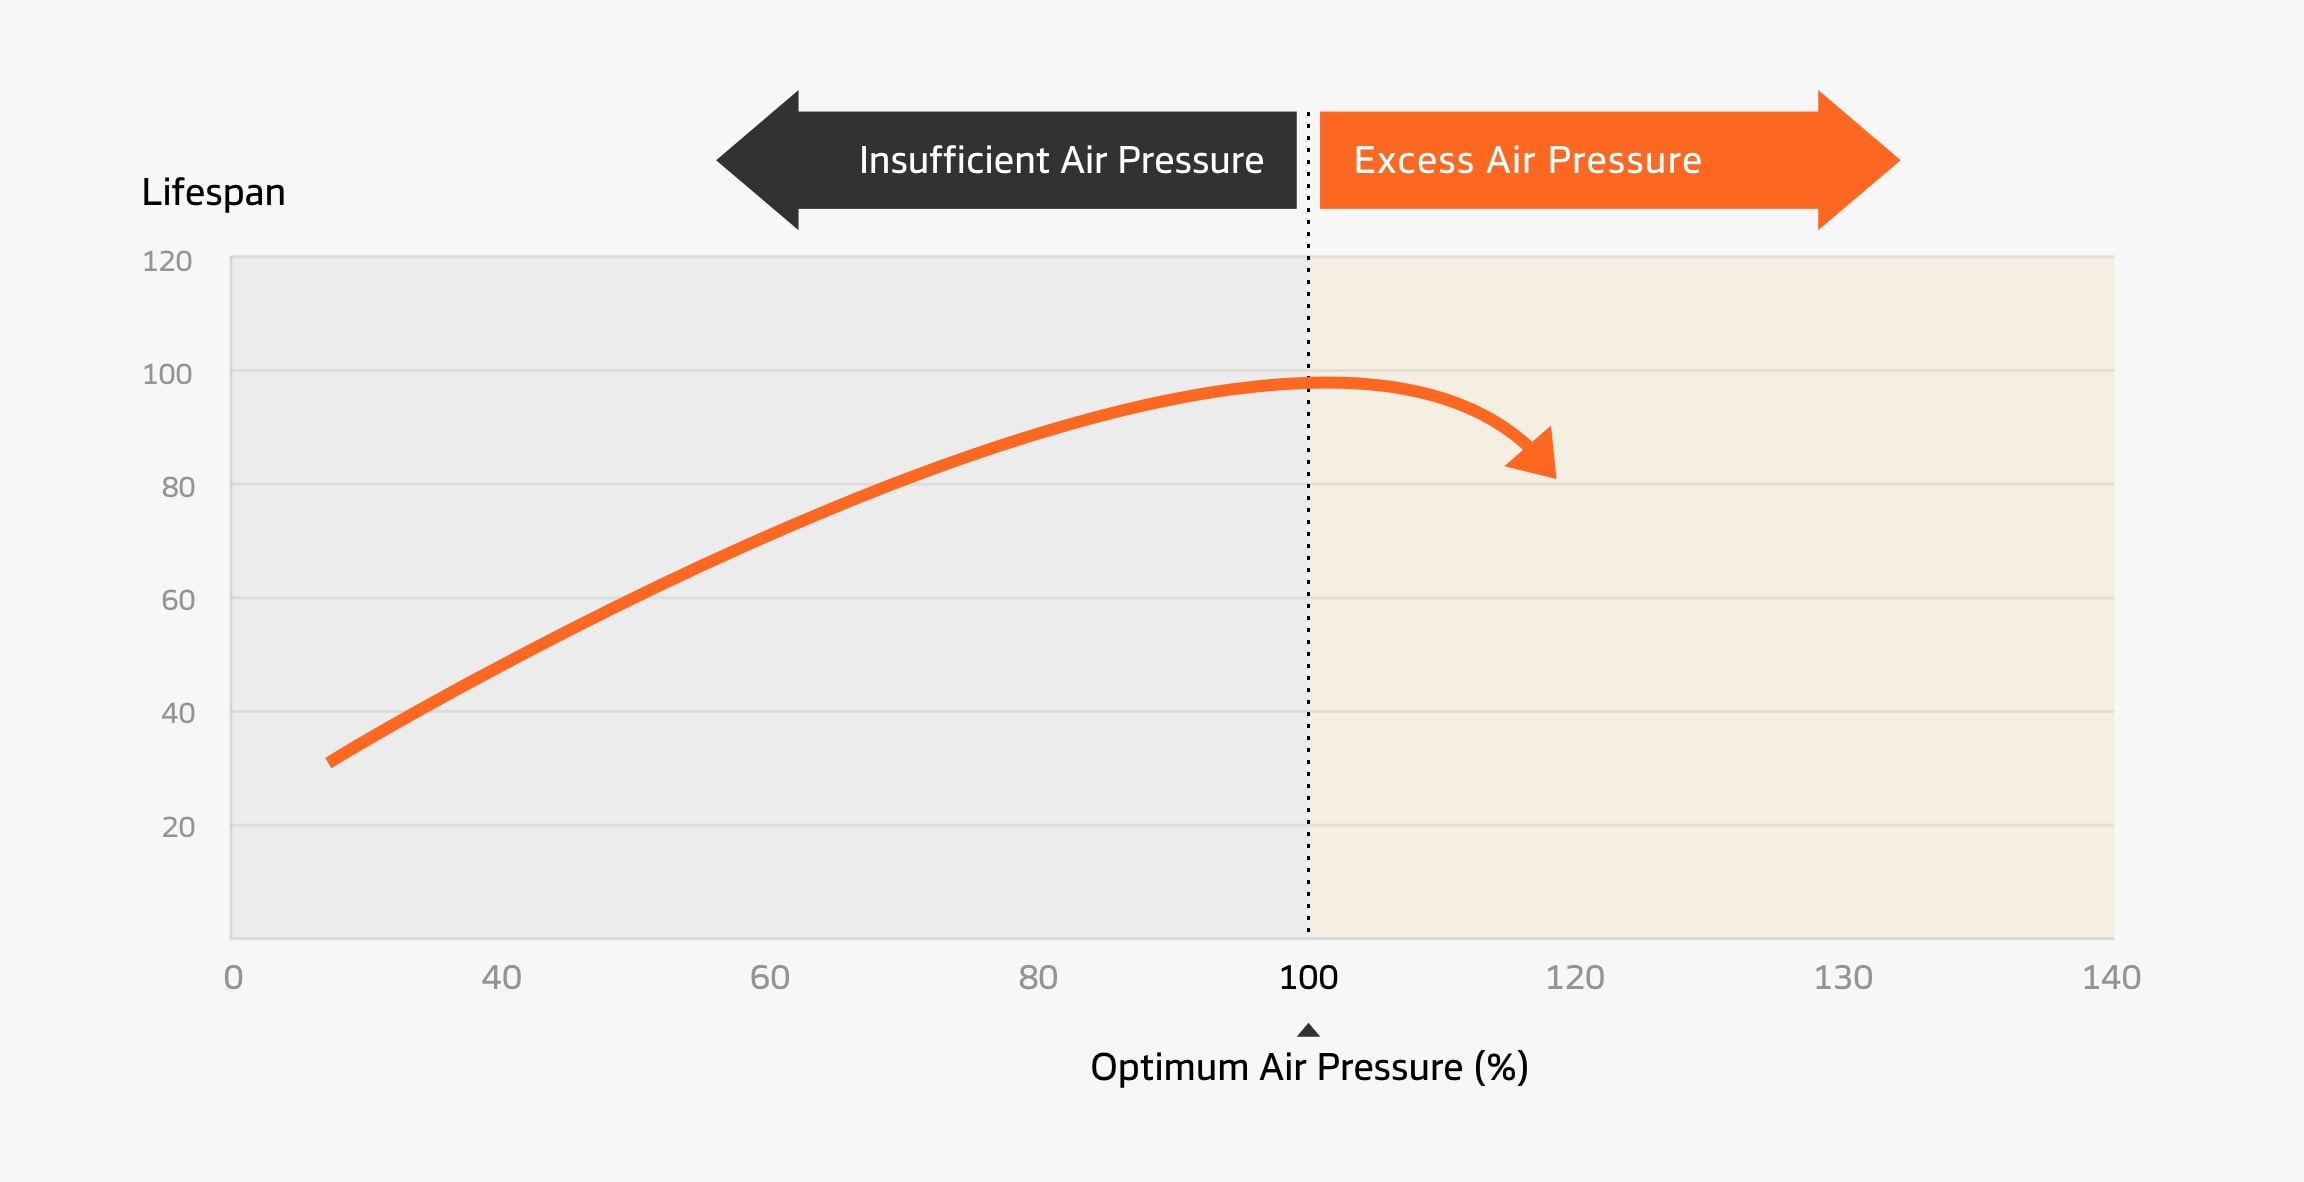 Insufficient Air Pressure
Excess Air Pressure
Lifespan
120
100
80
60
40
20
0 40 60 80 100 120 130 140
Optimum Air Pressure (%)